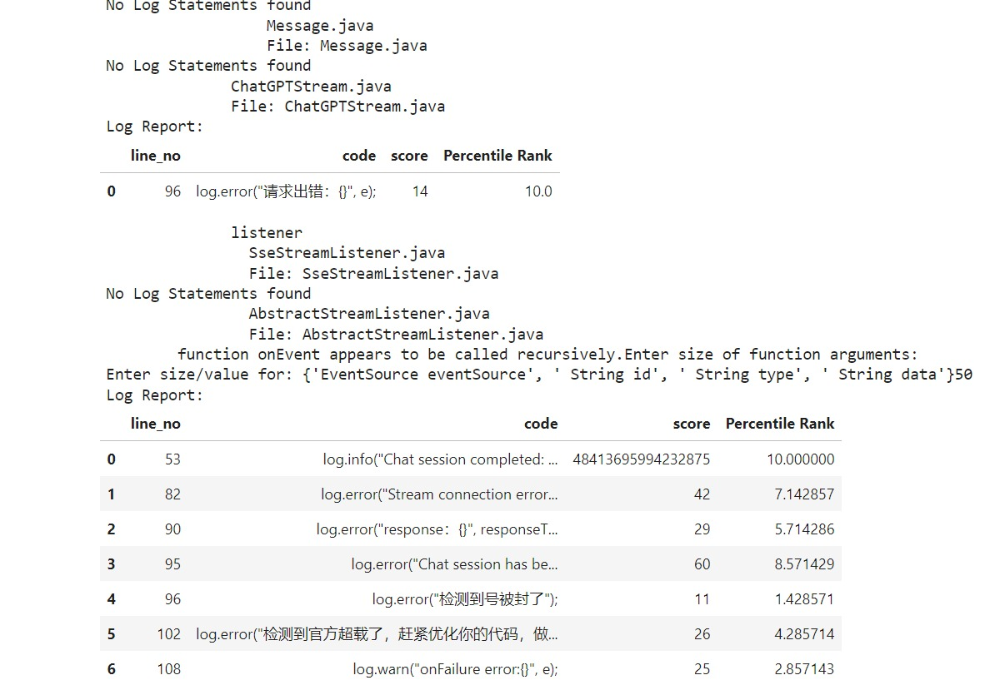 No Log Statements found
Message.java
File: Message.java
No Log Statements found
ChatGPTStream.java
File: ChatGPTStream.java
Log Report:
line_no code score Percentile Rank
0 96 log.error("请求出错：{}", e); 14 10.0
listener
SseStreamListener.java
File: SseStreamListener.java
No Log Statements found
AbstractStreamListener.java
File: AbstractStreamListener.java
function onEvent appears to be called recursively.Enter size of function arguments:
Enter size/value for: {'EventSource eventSource', ' String id', ' String type', ' String data'}50
Log Report:
line_no code score Percentile Rank
0 53 log.info("Chat session completed: ... 48413695994232875 10.000000
1 82 log.error("Stream connection error... 42 7.142857
2 90 log.error("response：{}", responseT... 29 5.714286
3 95 log.error("Chat session has be... 60 8.571429
4 96 log.error("检测到号被封了"); 11 1.428571
5 102 log.error("检测到官方超载了，赶紧优化你的代码，做... 26 4.285714
6 108 log.warn("onFailure error:{}", e); 25 2.857143